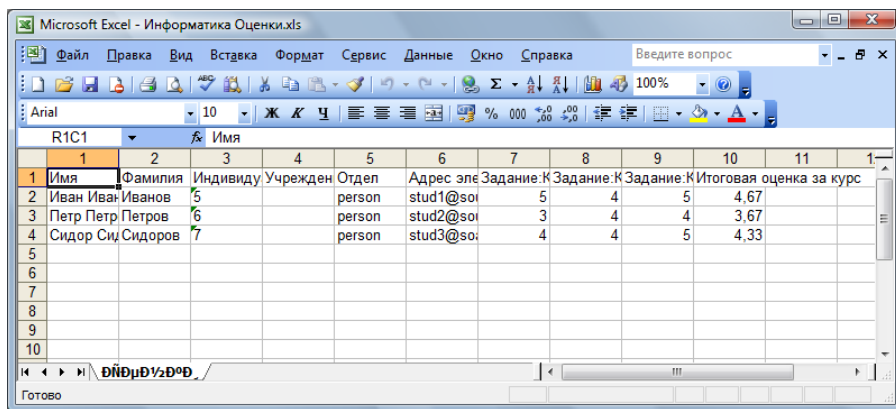 Microsoft Excel - Информатика Оценки.xls
Файл Правка Вид Вставка Формат Сервис Данные Окно Справка Введите вопрос
100%
Arial 10 Ж К Ч % 000
R1C1 fx Имя
1 2 3 4 5 6 7 8 9 10 11 1
1 Имя Фамилия Индивиду Учрежден Отдел Адрес эле Задание:К Задание:К Задание:К Итоговая оценка за курс
2 Иван Иван Иванов 5 person stud1@so 5 4 5 4,67
3 Петр Петр Петров 6 person stud2@so 3 4 4 3,67
4 Сидор Си Сидоров 7 person stud3@so 4 4 5 4,33
5
6
7
8
9
10
Готово